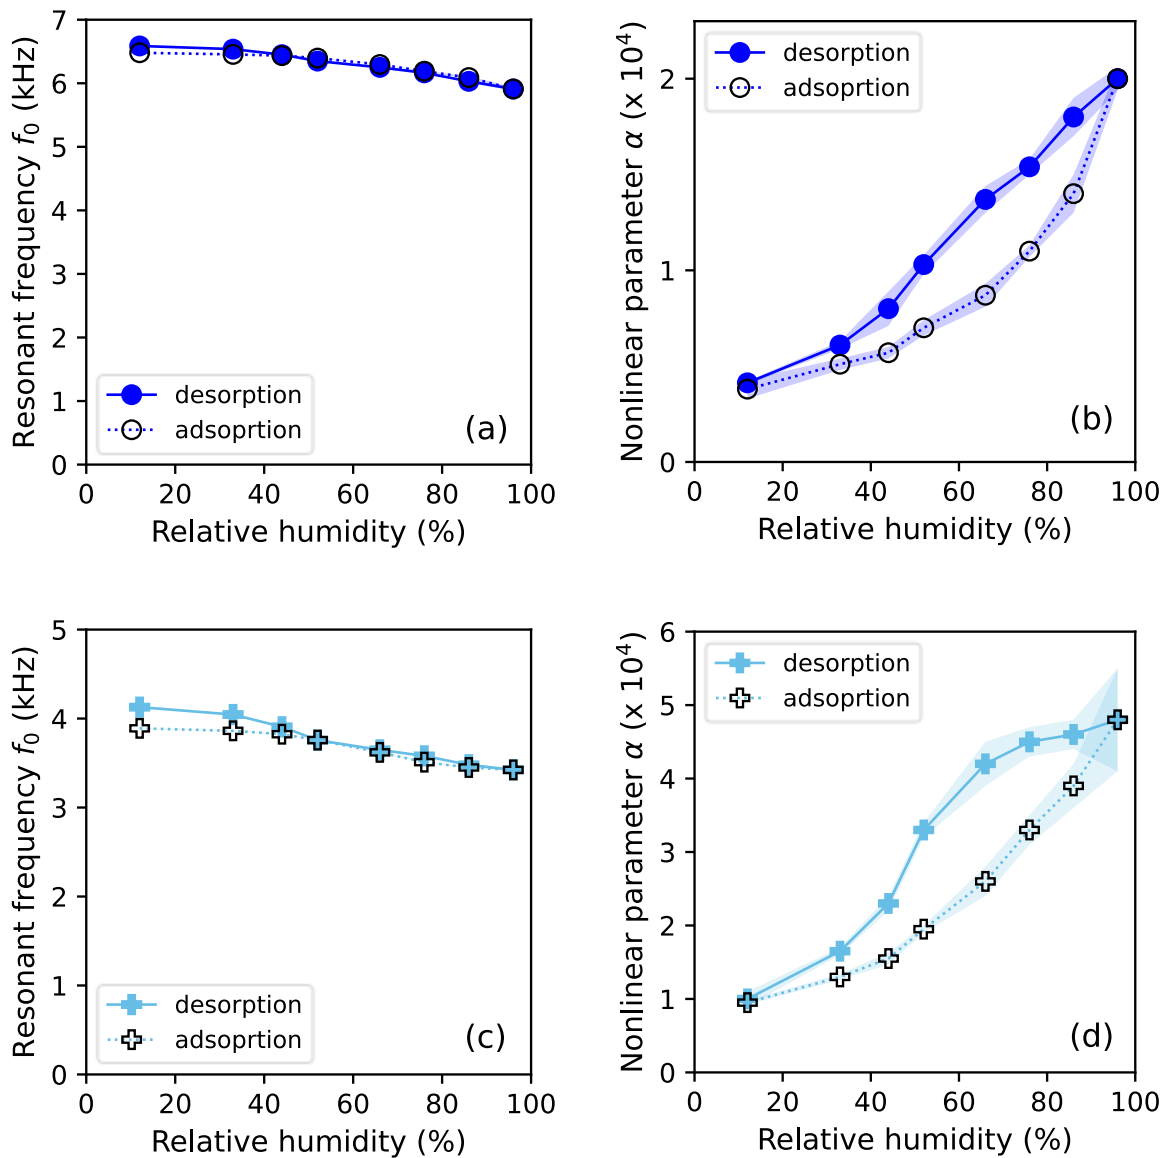 Resonant frequency f₀ (kHz)
7
6
5
4
3
2
1
0
desorption
adsoprtion
(a)
0 20 40 60 80 100
Relative humidity (%)
Nonlinear parameter α (x 10⁴)
2
1
0
desorption
adsoprtion
(b)
0 20 40 60 80 100
Relative humidity (%)
Resonant frequency f₀ (kHz)
5
4
3
2
1
0
desorption
adsoprtion
(c)
0 20 40 60 80 100
Relative humidity (%)
Nonlinear parameter α (x 10⁴)
6
5
4
3
2
1
0
desorption
adsoprtion
(d)
0 20 40 60 80 100
Relative humidity (%)